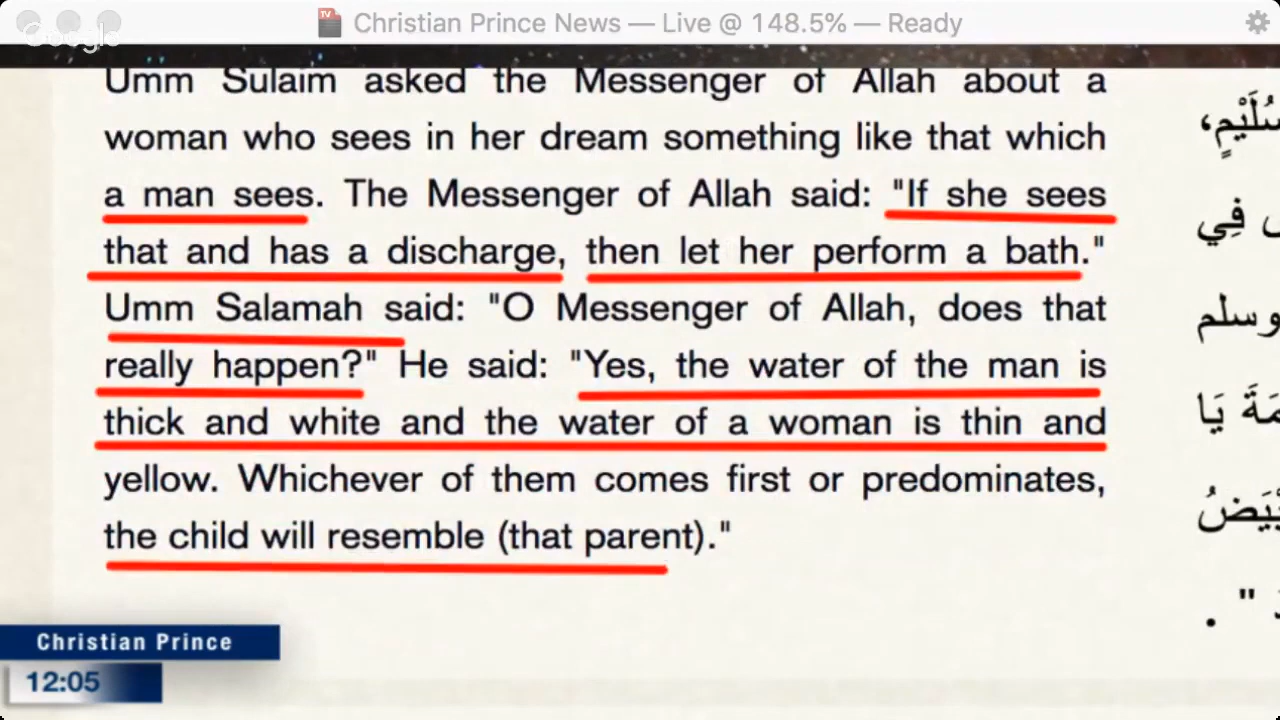 Christian Prince News — Live @ 148.5% — Ready
Google
Umm Sulaim asked the Messenger of Allah about a
woman who sees in her dream something like that which
a man sees. The Messenger of Allah said: "If she sees
that and has a discharge, then let her perform a bath."
Umm Salamah said: "O Messenger of Allah, does that
really happen?" He said: "Yes, the water of the man is
thick and white and the water of a woman is thin and
yellow. Whichever of them comes first or predominates,
the child will resemble (that parent)."
سُلَيْمٍ،
فِي
وسلم
يَا
Christian Prince
12:05